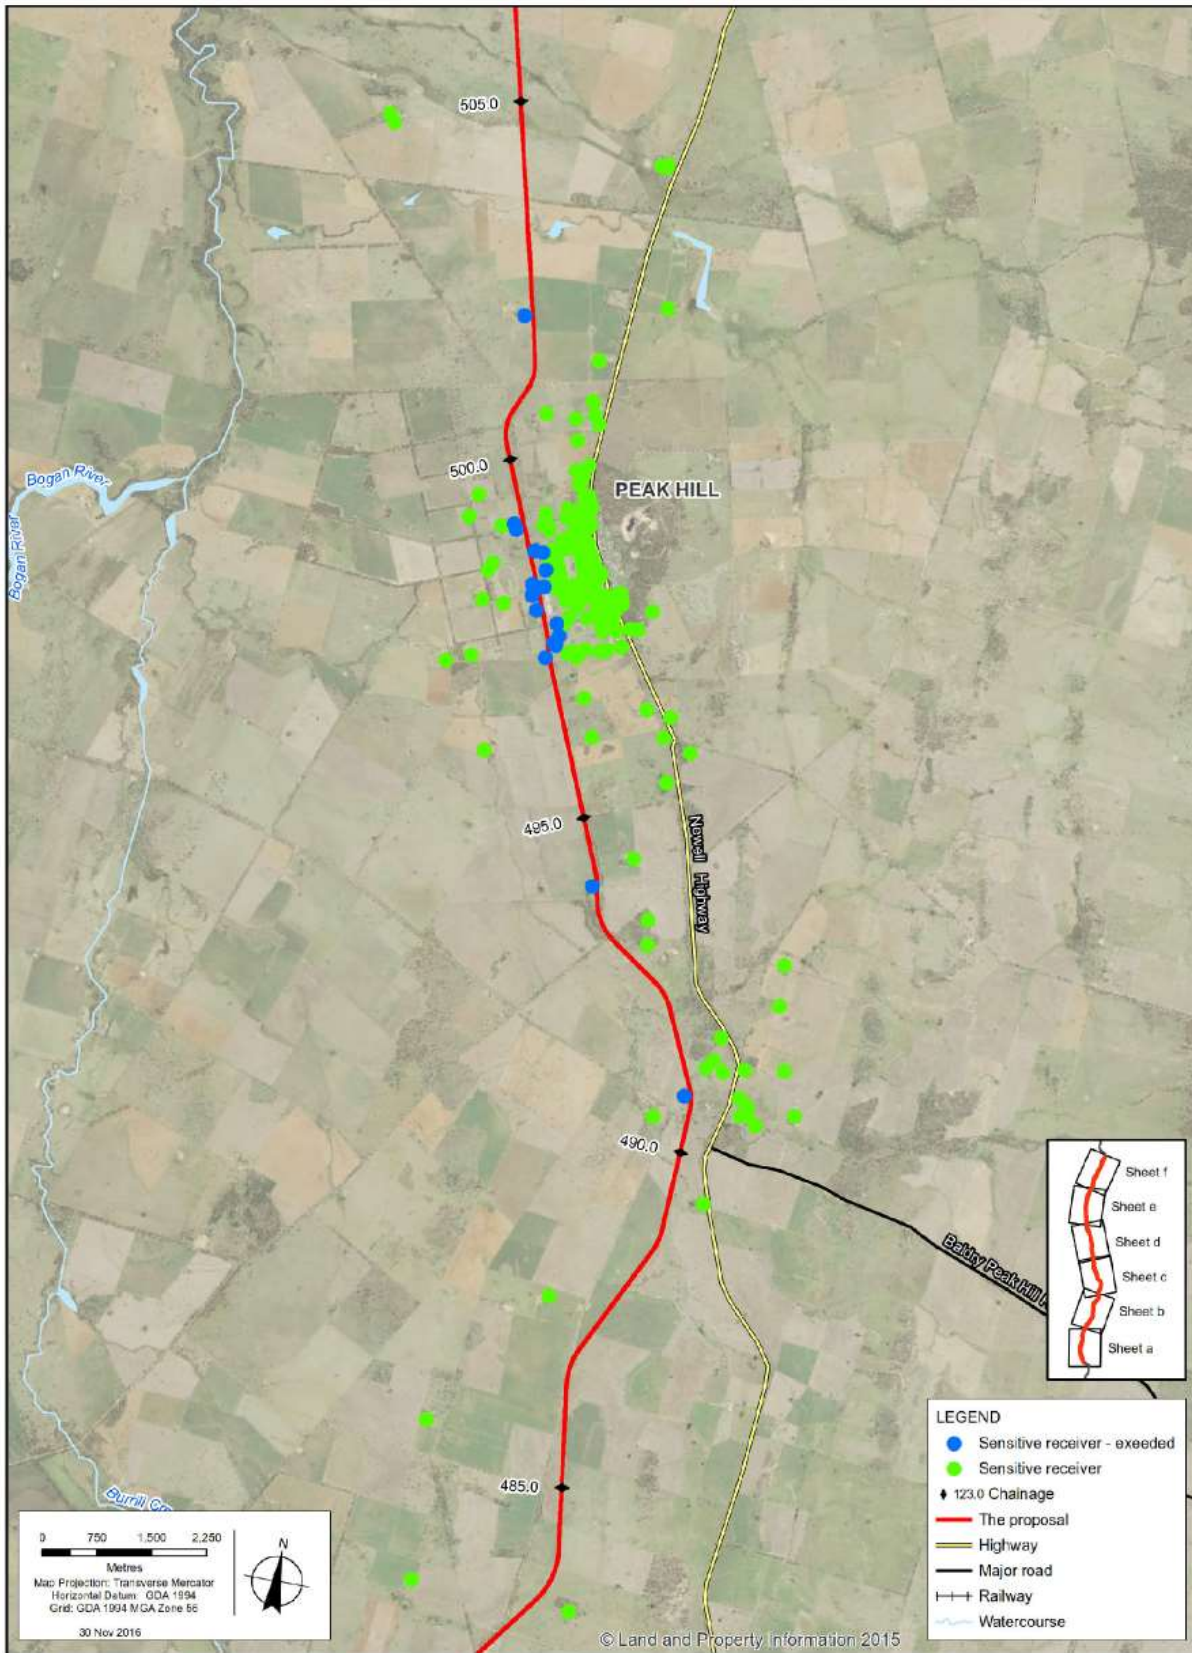 505.0
500.0
Bogan River
PEAK HILL
Bogan River
495.0
Newell Highway
490.0
Baldry Peak Hill R
Sheet f
Sheet e
Sheet d
Sheet c
Sheet b
Sheet a
485.0
LEGEND
Sensitive receiver - exeeded
Sensitive receiver
123.0 Chainage
The proposal
Highway
Major road
Railway
Watercourse
0 750 1,500 2,250
Metres
Map Projection: Transverse Mercator
Horizontal Datum: GDA 1994
Grid: GDA 1994 MGA Zone 56
30 Nov 2016
N
© Land and Property Information 2015